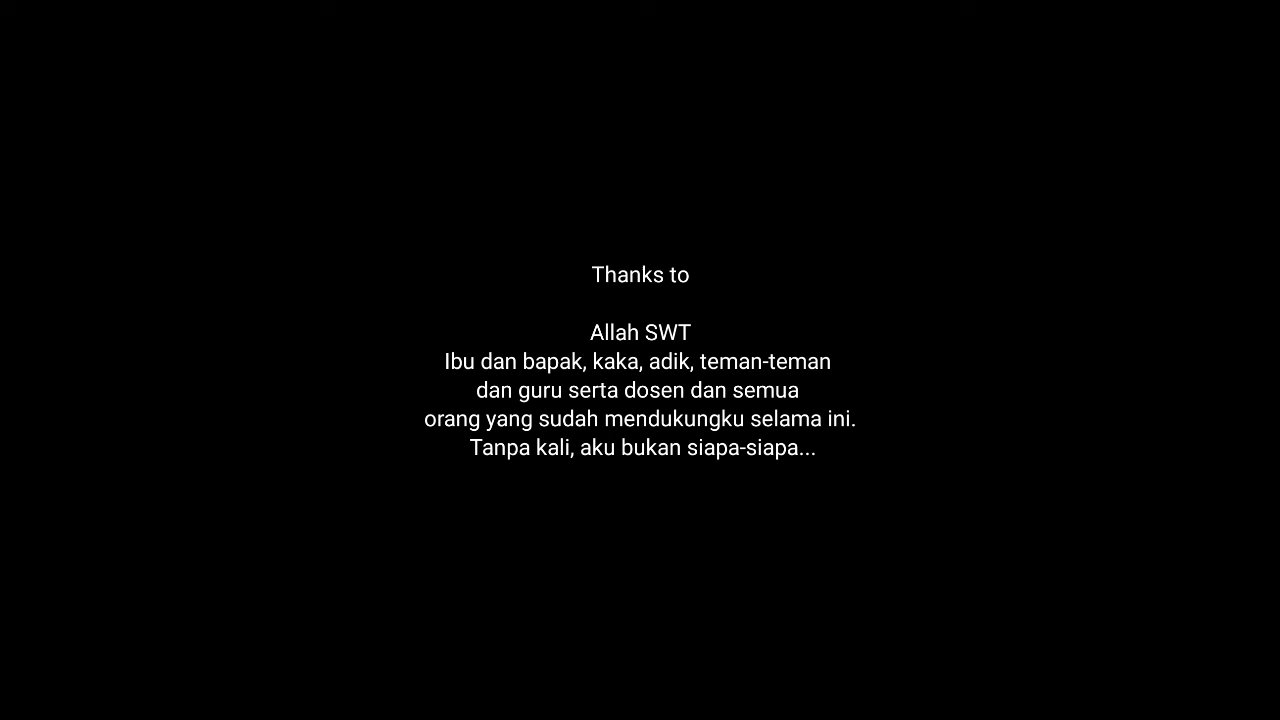 Thanks to
Allah SWT
Ibu dan bapak, kaka, adik, teman-teman
dan guru serta dosen dan semua
orang yang sudah mendukungku selama ini.
Tanpa kali, aku bukan siapa-siapa...